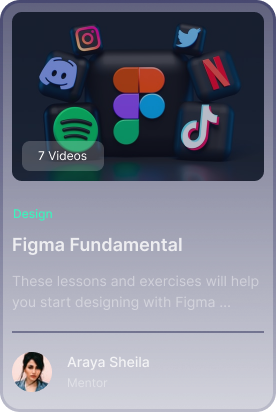 7 Videos
Design
Figma Fundamental
These lessons and exercises will help
you start designing with Figma ...
Araya Sheila
Mentor